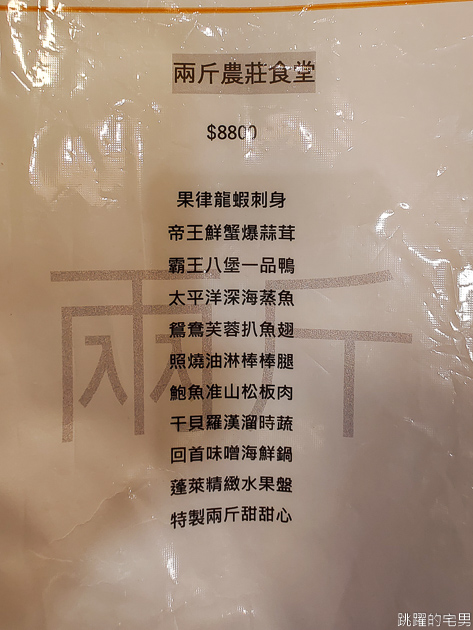 兩斤農莊食堂
$8800
果律龍蝦刺身
帝王鮮蟹爆蒜茸
霸王八堡一品鴨
太平洋深海蒸魚
鴛鴦芙蓉扒魚翅
照燒油淋棒棒腿
鮑魚准山松板肉
干貝羅漢溜時蔬
回首味噌海鮮鍋
蓬萊精緻水果盤
特製兩斤甜甜心
兩斤
跳躍的宅男